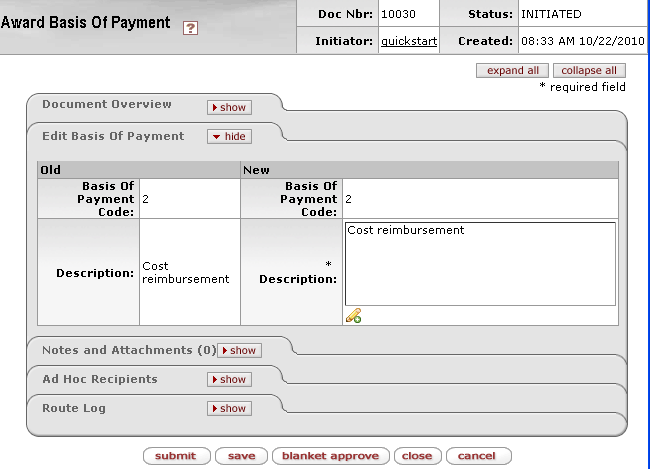 Award Basis Of Payment ?
Doc Nbr: 10030 Status: INITIATED
Initiator: quickstart Created: 08:33 AM 10/22/2010
expand all collapse all
* required field
Document Overview show
Edit Basis Of Payment hide
Old New
Basis Of Payment Code: 2 Basis Of Payment Code: 2
Description: Cost reimbursement * Description: Cost reimbursement
Notes and Attachments (0) show
Ad Hoc Recipients show
Route Log show
submit save blanket approve close cancel